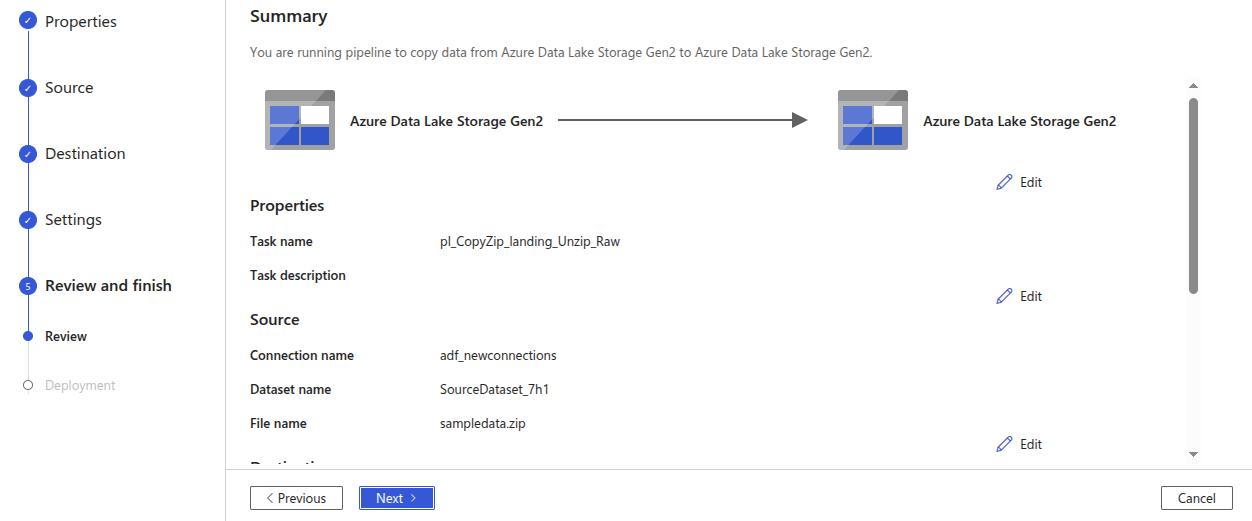 Properties
Source
Destination
Settings
5
Review and finish
Review
Deployment
Summary
You are running pipeline to copy data from Azure Data Lake Storage Gen2 to Azure Data Lake Storage Gen2.
Azure Data Lake Storage Gen2
Azure Data Lake Storage Gen2
Edit
Properties
Task name pl_CopyZip_landing_Unzip_Raw
Task description
Edit
Source
Connection name adf_newconnections
Dataset name SourceDataset_7h1
File name sampledata.zip
Edit
Previous
Next
Cancel